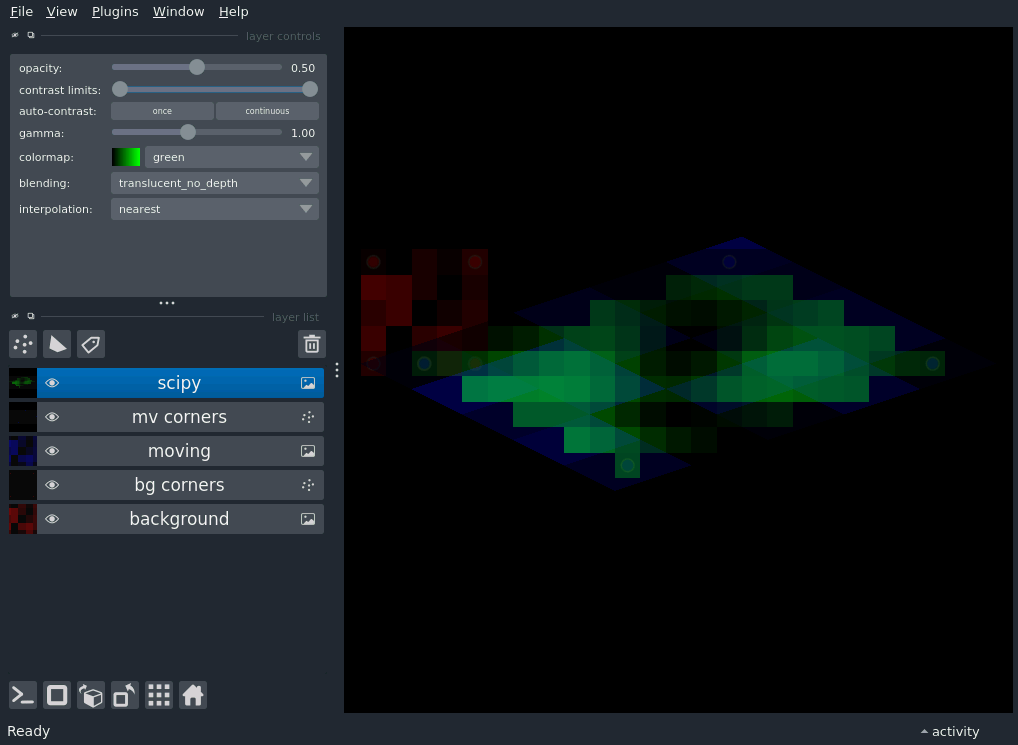 File View Plugins Window Help
layer controls
opacity: 0.50
contrast limits:
auto-contrast: once continuous
gamma: 1.00
colormap: green
blending: translucent_no_depth
interpolation: nearest
layer list
scipy
mv corners
moving
bg corners
background
Ready
activity